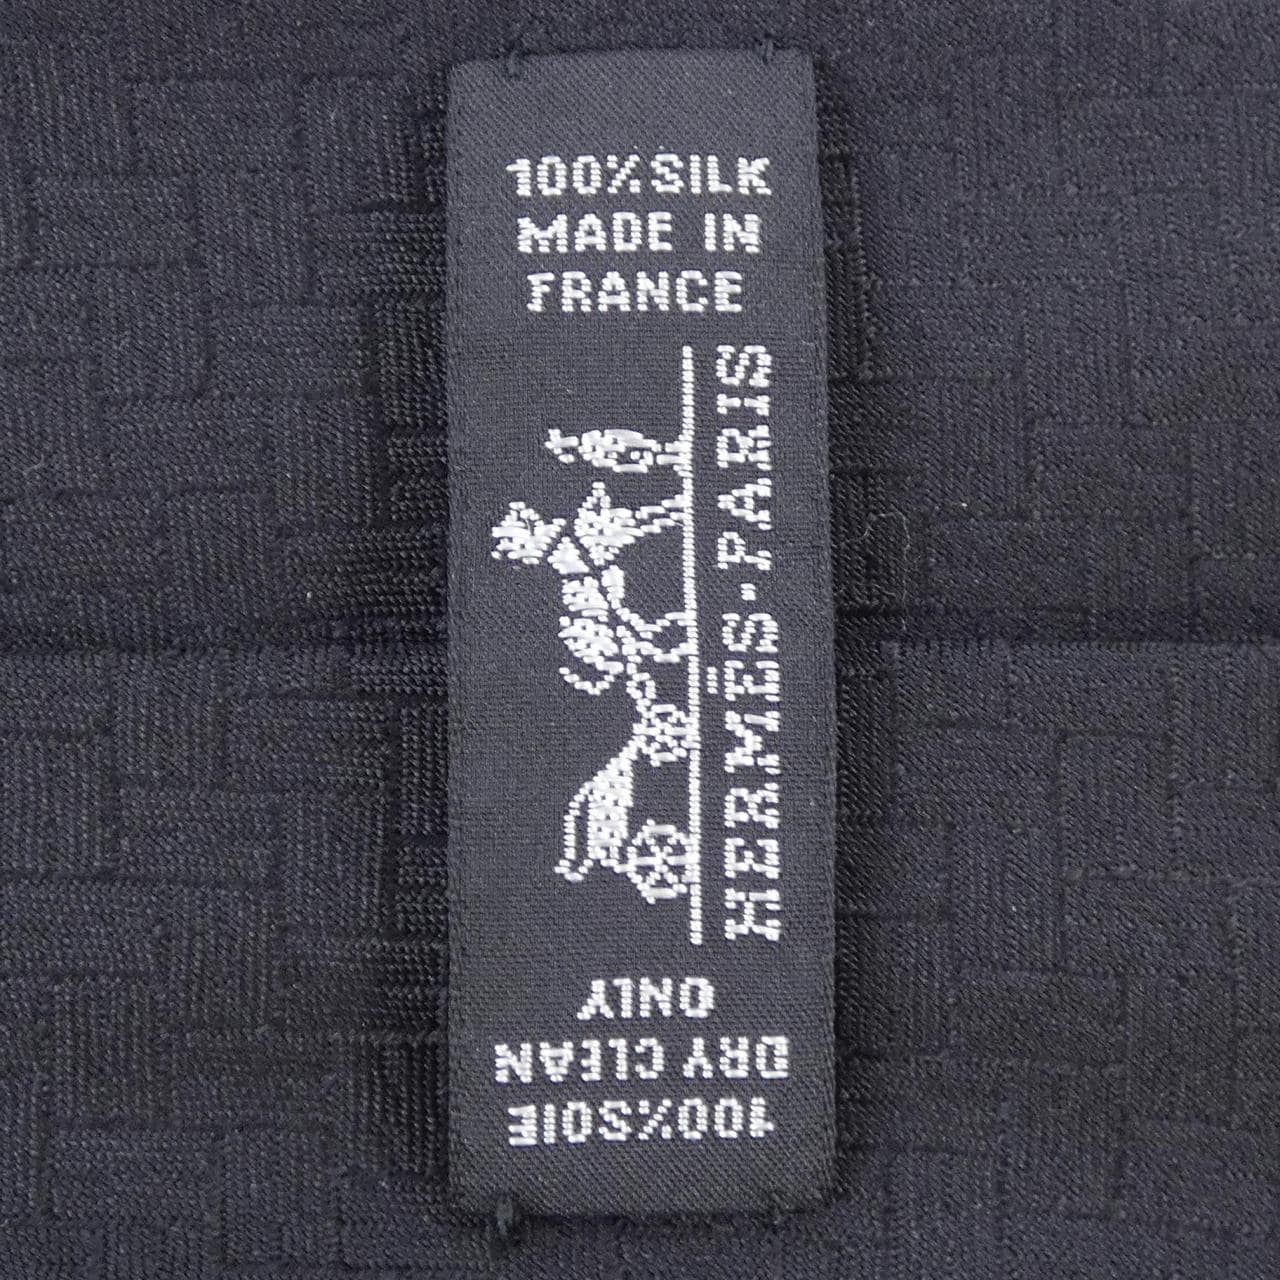 100%SILK
MADE IN
FRANCE
HERMÈS-PARIS
100%SOIE
DRY CLEAN
ONLY